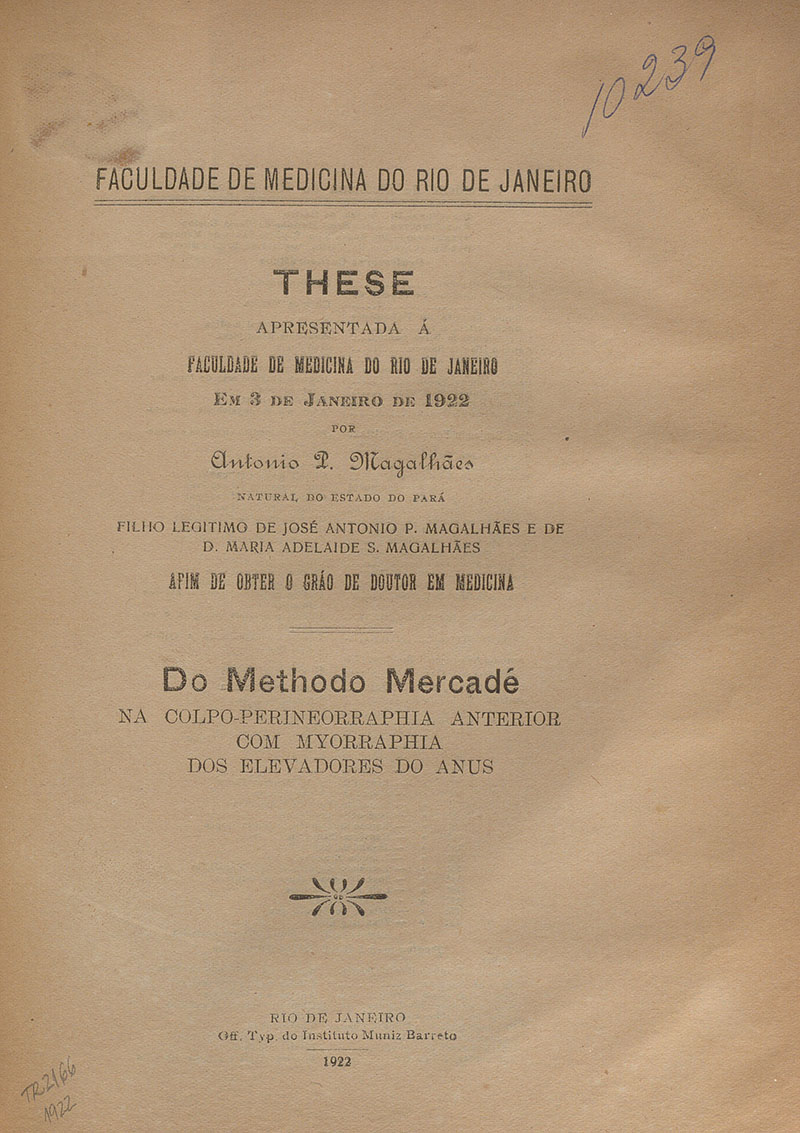 10239
FACULDADE DE MEDICINA DO RIO DE JANEIRO
THESE
APRESENTADA Á
FACULDADE DE MEDICINA DO RIO DE JANEIRO
EM 3 DE JANEIRO DE 1922
POR
Antonio P. Magalhães
NATURAL DO ESTADO DO PARÁ
FILHO LEGITIMO DE JOSÉ ANTONIO P. MAGALHÃES E DE
D. MARIA ADELAIDE S. MAGALHÃES
AFIM DE OBTER O GRÁO DE DOUTOR EM MEDICINA
Do Methodo Mercadé
NA COLPO-PERINEORRAPHIA ANTERIOR
COM MYORRAPHIA
DOS ELEVADORES DO ANUS
RIO DE JANEIRO
Off. Typ. do Instituto Muniz Barreto
1922
TR2166
1922